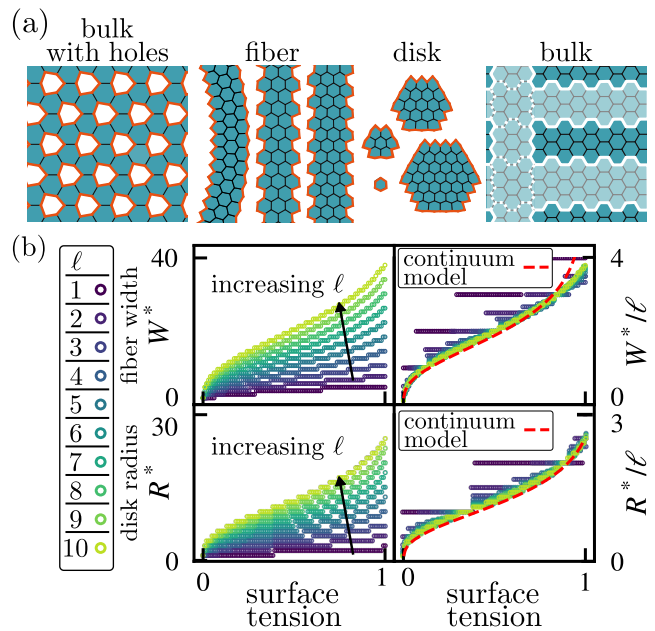 (a)
bulk
with holes
fiber
disk
bulk
(b)
ℓ
1
2
3
4
5
6
7
8
9
10
fiber width
W*
40
0
increasing ℓ
continuum
model
4
0
W*/ℓ
disk radius
R*
30
0
increasing ℓ
continuum
model
3
0
R*/ℓ
0
1
surface
tension
0
1
surface
tension